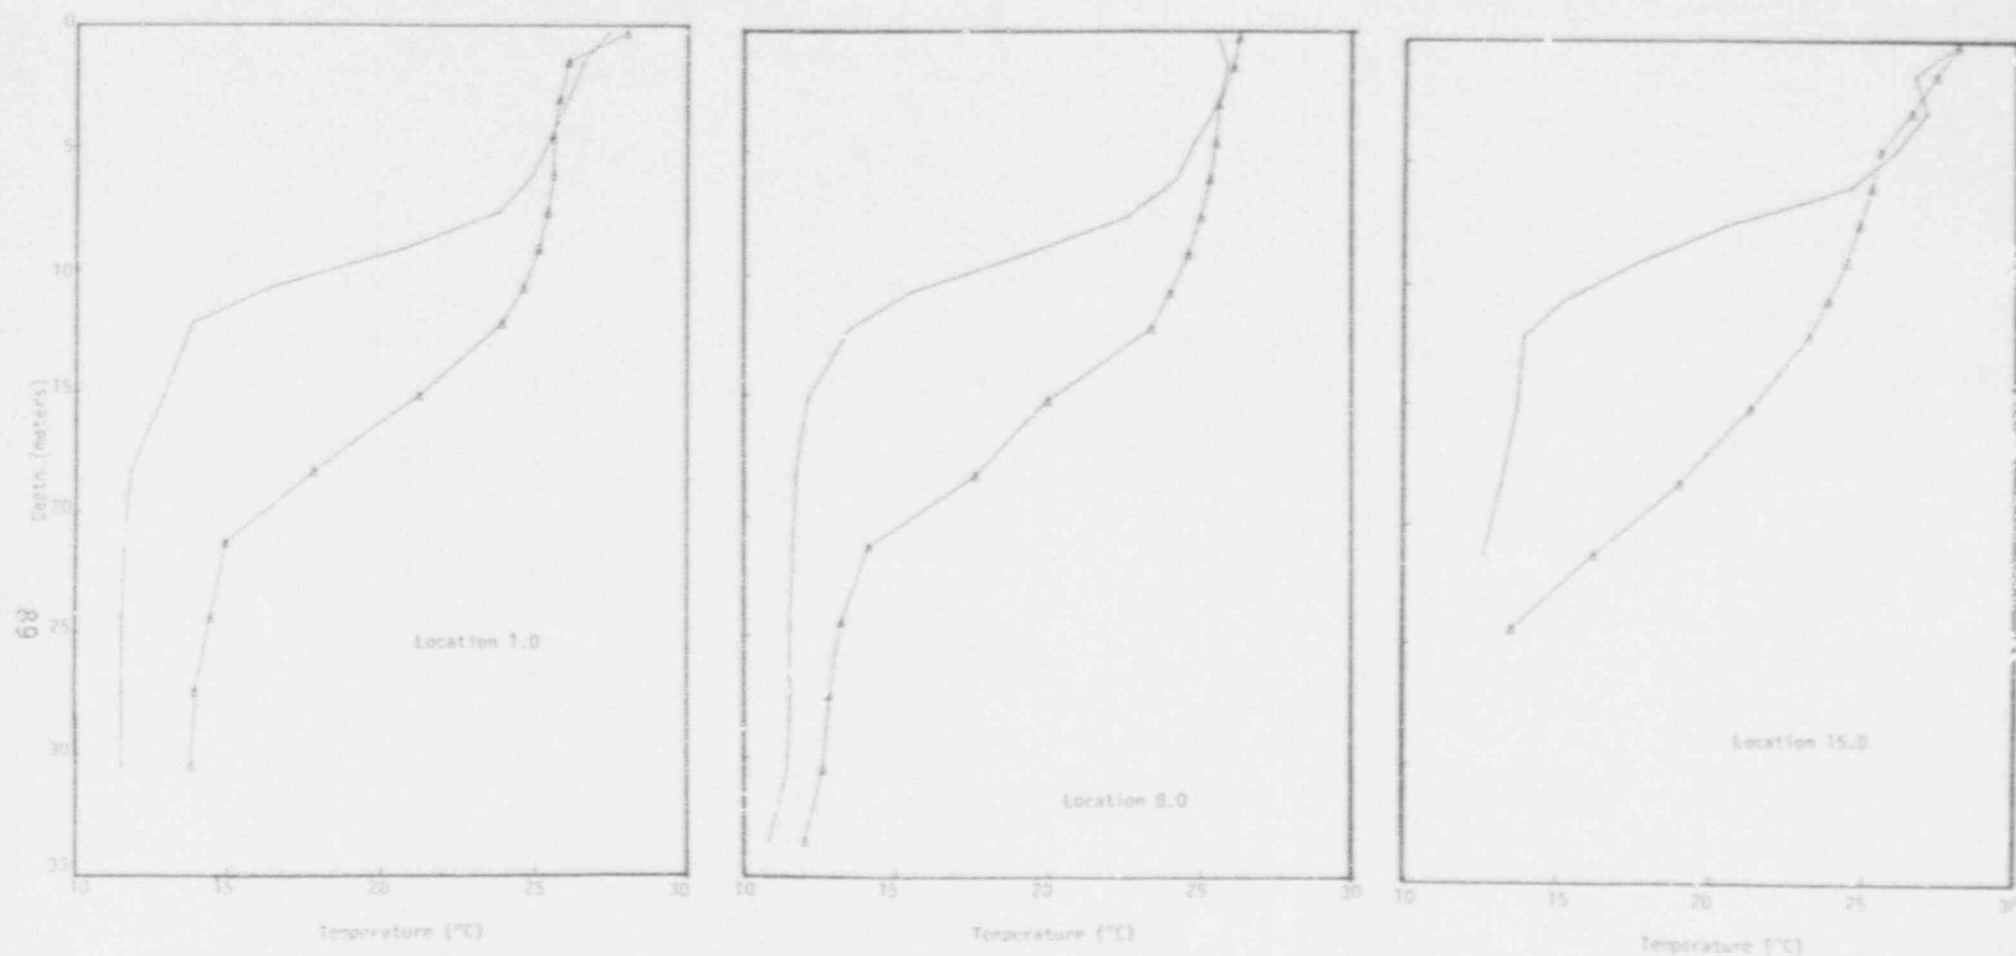 0
5
10
15
20
25
30
35
Depth (meters)
68
10 15 20 25 30
Temperature (°C)
Location 1.0
10 15 20 25 30
Temperature (°C)
Location 8.0
10 15 20 25 30
Temperature (°C)
Location 15.0